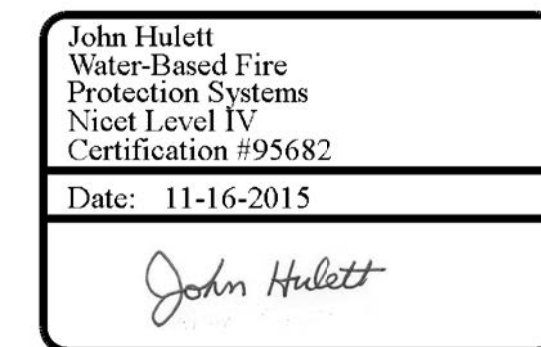 John Hulett
Water-Based Fire
Protection Systems
Nicet Level IV
Certification #95682
Date: 11-16-2015
John Hulett